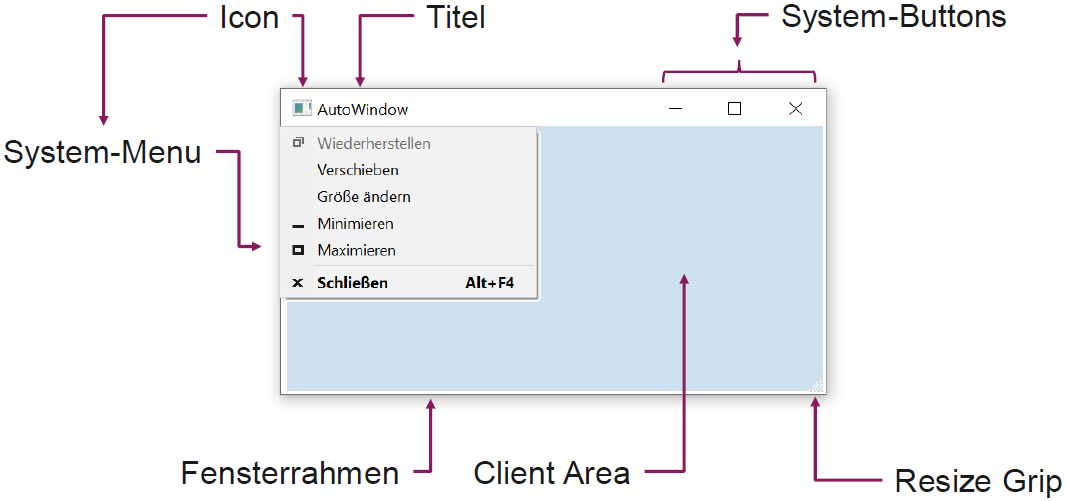 Icon
Titel
System-Buttons
AutoWindow
System-Menu
Wiederherstellen
Verschieben
Größe ändern
Minimieren
Maximieren
Schließen Alt+F4
Fensterrahmen
Client Area
Resize Grip